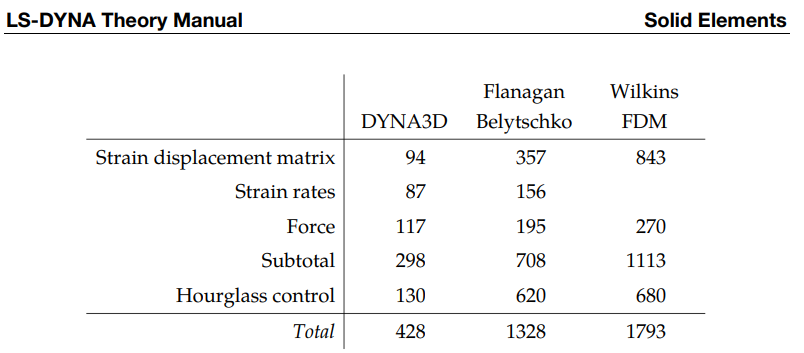 LS-DYNA Theory Manual Solid Elements
Flanagan Wilkins
DYNA3D Belytschko FDM
Strain displacement matrix 94 357 843
Strain rates 87 156
Force 117 195 270
Subtotal 298 708 1113
Hourglass control 130 620 680
Total 428 1328 1793